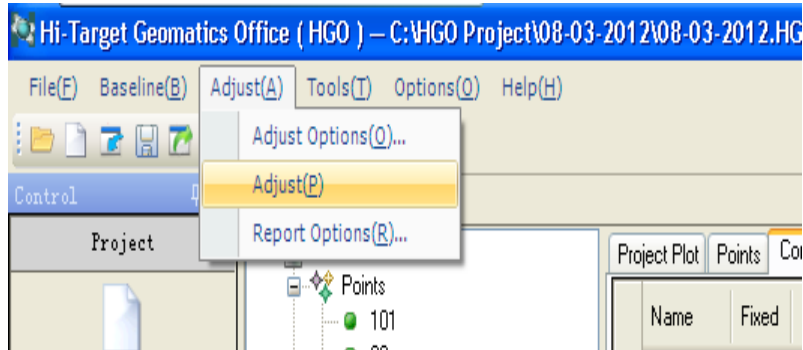 Hi-Target Geomatics Office ( HGO ) — C:\HGO Project\08-03-2012\08-03-2012.HG
File(F) Baseline(B) Adjust(A) Tools(T) Options(O) Help(H)
Adjust Options(O)...
Adjust(P)
Report Options(R)...
Control
Project
Points
101
Project Plot Points Con
Name Fixed